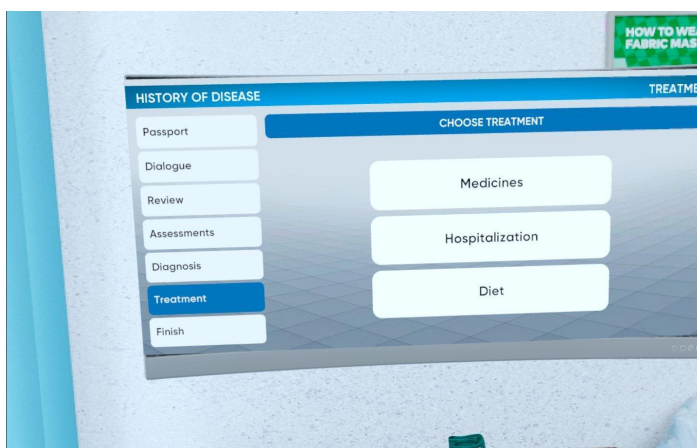 HOW TO WEA
FABRIC MAS
HISTORY OF DISEASE
TREATME
Passport
Dialogue
Review
Assessments
Diagnosis
Treatment
Finish
CHOOSE TREATMENT
Medicines
Hospitalization
Diet